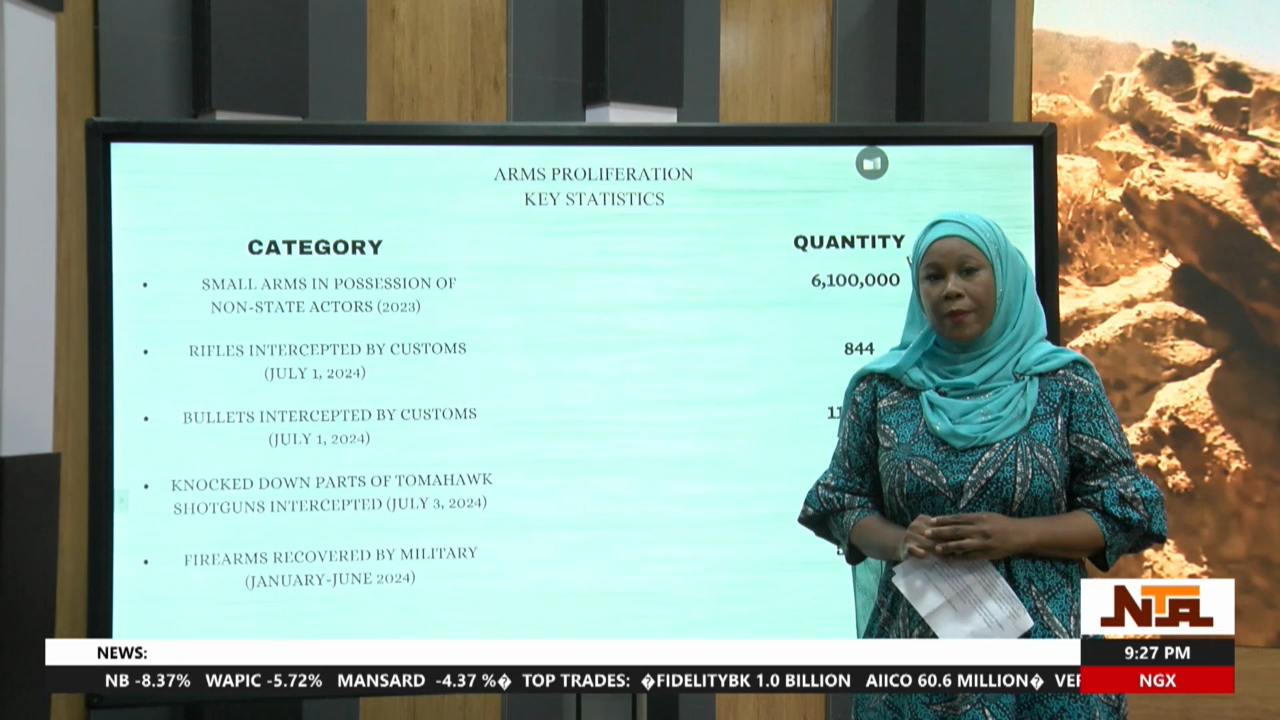 ARMS PROLIFERATION
KEY STATISTICS
CATEGORY
QUANTITY
SMALL ARMS IN POSSESSION OF
NON-STATE ACTORS (2023)
6,100,000
RIFLES INTERCEPTED BY CUSTOMS
(JULY 1, 2024)
844
BULLETS INTERCEPTED BY CUSTOMS
(JULY 1, 2024)
KNOCKED DOWN PARTS OF TOMAHAWK
SHOTGUNS INTERCEPTED (JULY 3, 2024)
FIREARMS RECOVERED BY MILITARY
(JANUARY-JUNE 2024)
NTA
NEWS:
9:27 PM
NB -8.37% WAPIC -5.72% MANSARD -4.37 %� TOP TRADES: �FIDELITYBK 1.0 BILLION AIICO 60.6 MILLION�
NGX